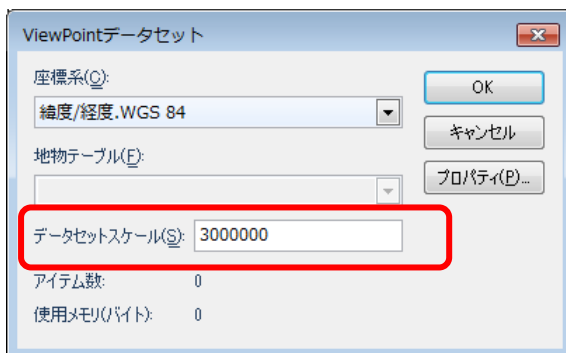 ViewPointデータセット
座標系(C):
緯度/経度.WGS 84
地物テーブル(F):
データセットスケール(S): 3000000
アイテム数: 0
使用メモリ(バイト): 0
OK
キャンセル
プロパティ(P)...